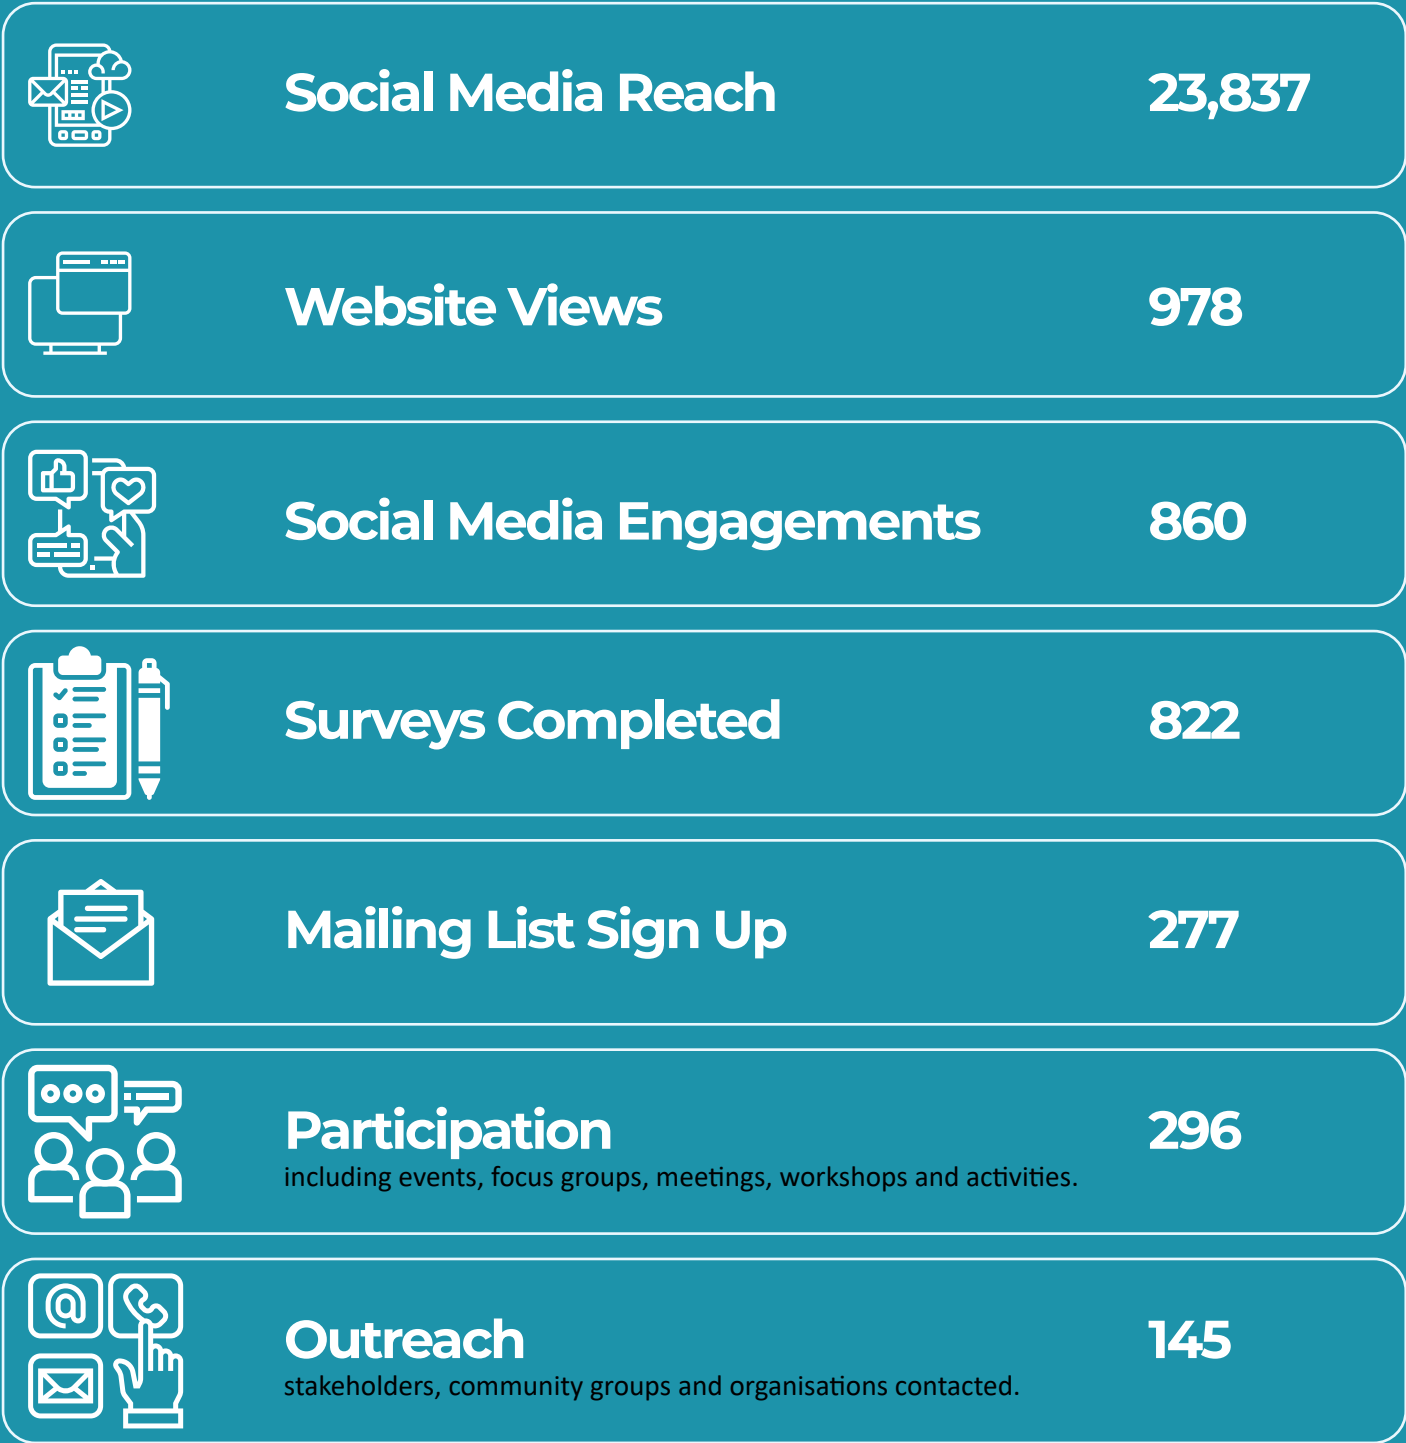 Social Media Reach 23,837
Website Views 978
Social Media Engagements 860
Surveys Completed 822
Mailing List Sign Up 277
Participation 296
including events, focus groups, meetings, workshops and activities.
Outreach 145
stakeholders, community groups and organisations contacted.